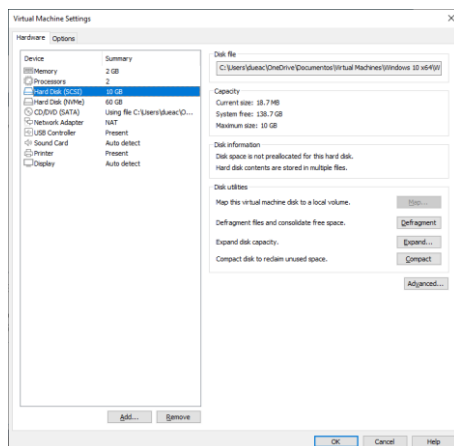 Virtual Machine Settings
Hardware Options
Device Summary
Memory 2 GB
Processors 2
Hard Disk (SCSI) 10 GB
Hard Disk (NVMe) 60 GB
CD/DVD (SATA) Using file C:\Users\dueac\O...
Network Adapter NAT
USB Controller Present
Sound Card Auto detect
Printer Present
Display Auto detect
Add... Remove
Disk file
C:\Users\dueac\OneDrive\Documentos\Virtual Machines\Windows 10 x64\W
Capacity
Current size: 18.7 MB
System free: 138.7 GB
Maximum size: 10 GB
Disk information
Disk space is not preallocated for this hard disk.
Hard disk contents are stored in multiple files.
Disk utilities
Map this virtual machine disk to a local volume. Map...
Defragment files and consolidate free space. Defragment
Expand disk capacity. Expand...
Compact disk to reclaim unused space. Compact
Advanced...
OK Cancel Help